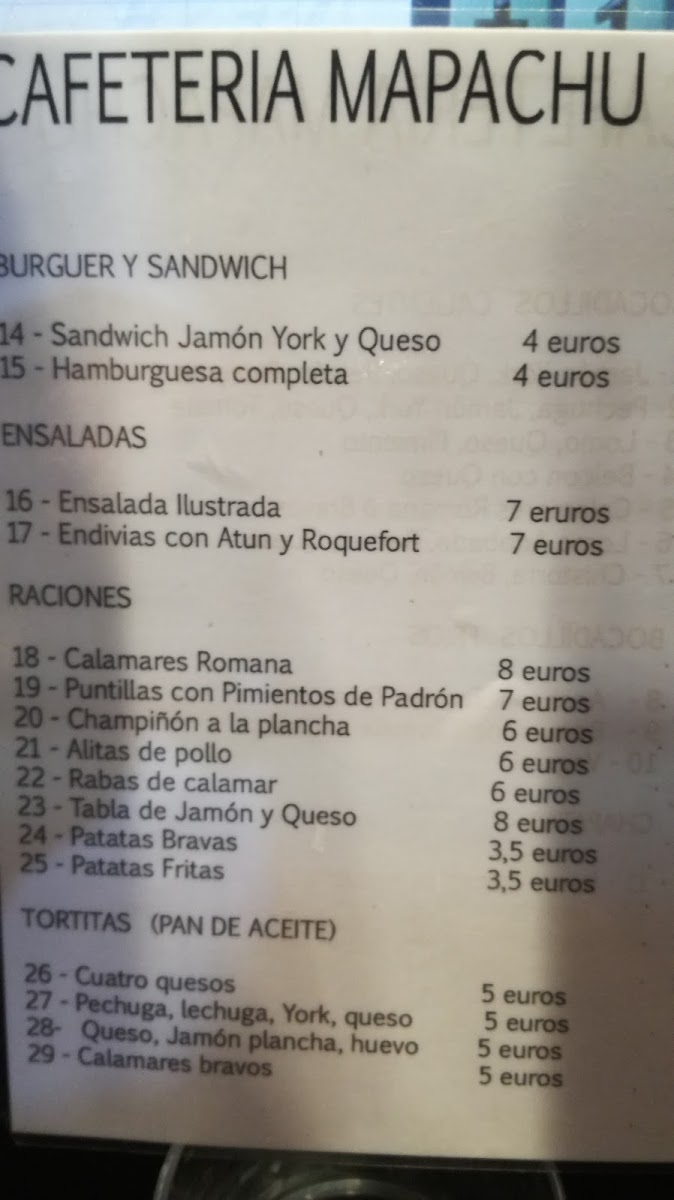 CAFETERIA MAPACHU
BURGUER Y SANDWICH
14 - Sandwich Jamón York y Queso 4 euros
15 - Hamburguesa completa 4 euros
ENSALADAS
16 - Ensalada Ilustrada 7 eruros
17 - Endivias con Atun y Roquefort 7 euros
RACIONES
18 - Calamares Romana 8 euros
19 - Puntillas con Pimientos de Padrón 7 euros
20 - Champiñón a la plancha 6 euros
21 - Alitas de pollo 6 euros
22 - Rabas de calamar 6 euros
23 - Tabla de Jamón y Queso 8 euros
24 - Patatas Bravas 3,5 euros
25 - Patatas Fritas 3,5 euros
TORTITAS (PAN DE ACEITE)
26 - Cuatro quesos 5 euros
27 - Pechuga, lechuga, York, queso 5 euros
28- Queso, Jamón plancha, huevo 5 euros
29 - Calamares bravos 5 euros